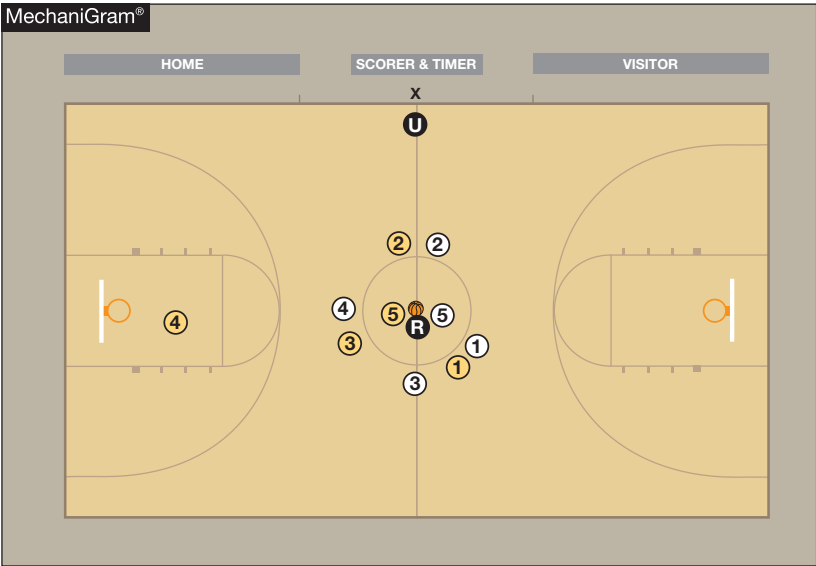 MechaniGram®
HOME
SCORER & TIMER
VISITOR
X
U
2 2
4
5 5
4
R
3
1
1
3